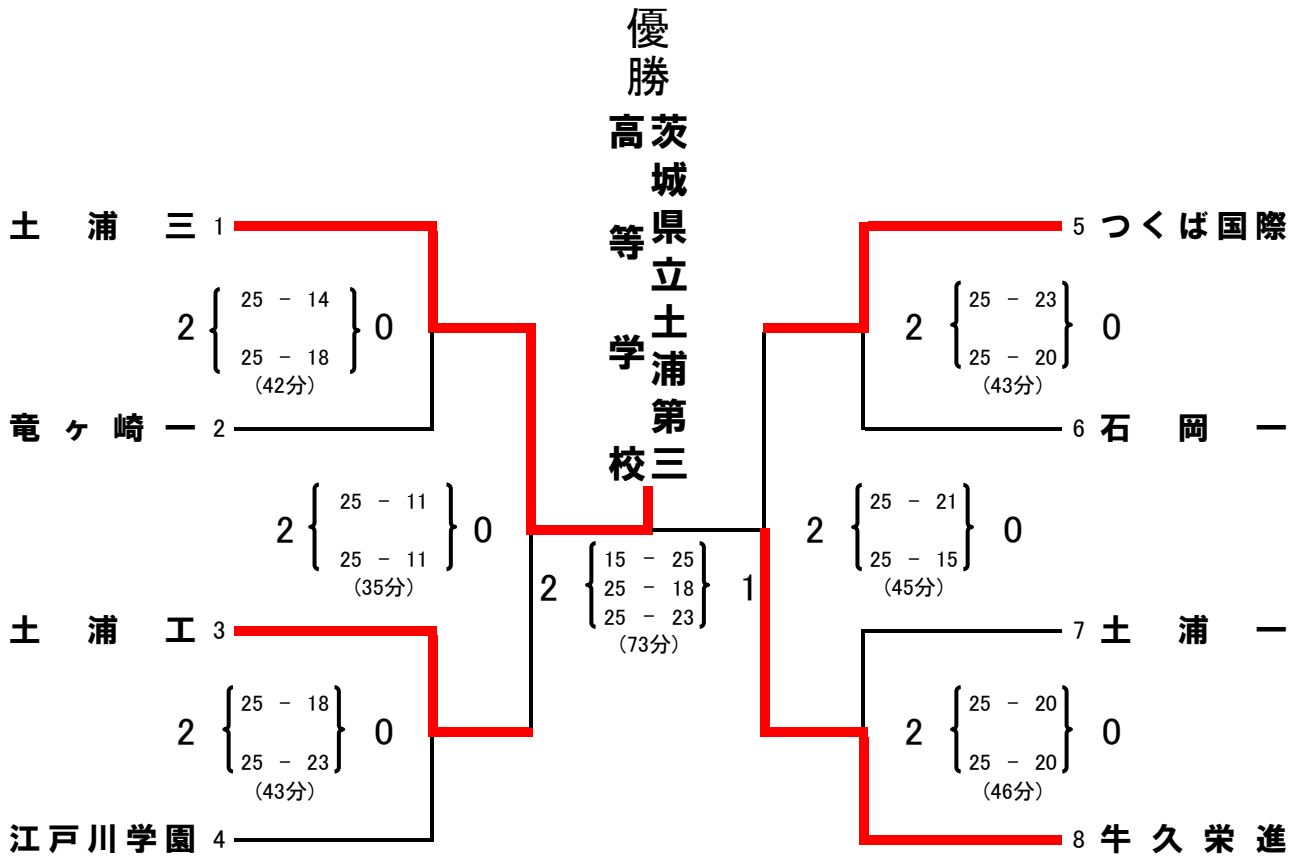 優勝
茨城県立土浦第三
高等学校
土浦三 1
2 25 - 14 0
25 - 18
(42分)
竜ヶ崎一 2
2 25 - 11 0
25 - 11
(35分)
土浦工 3
2 25 - 18 0
25 - 23
(43分)
江戸川学園 4
2 15 - 25 1
25 - 18
25 - 23
(73分)
5 つくば国際
2 25 - 23 0
25 - 20
(43分)
6 石岡一
2 25 - 21 0
25 - 15
(45分)
7 土浦一
2 25 - 20 0
25 - 20
(46分)
8 牛久栄進